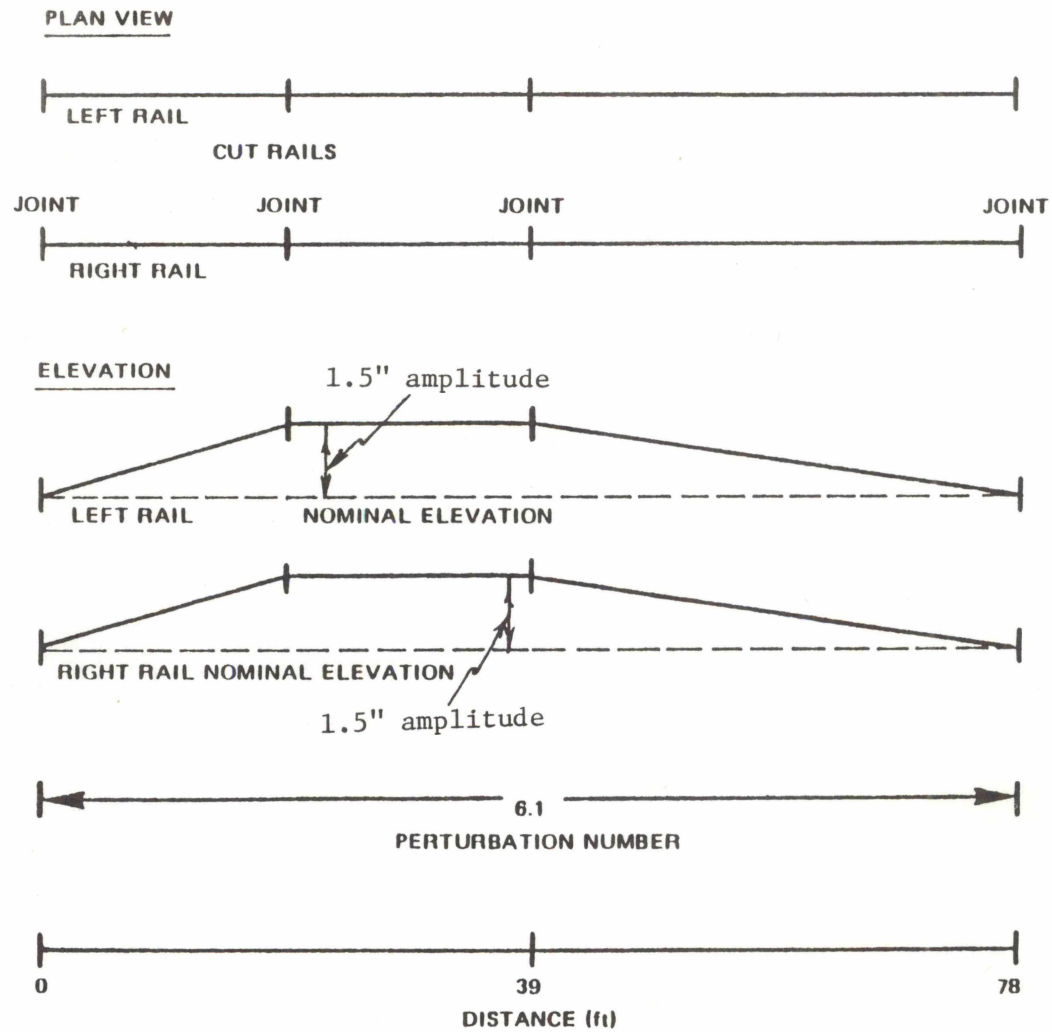 PLAN VIEW
LEFT RAIL
CUT RAILS
JOINT JOINT JOINT JOINT
RIGHT RAIL
ELEVATION
1.5" amplitude
LEFT RAIL NOMINAL ELEVATION
RIGHT RAIL NOMINAL ELEVATION
1.5" amplitude
6.1
PERTURBATION NUMBER
0 39 78
DISTANCE (ft)